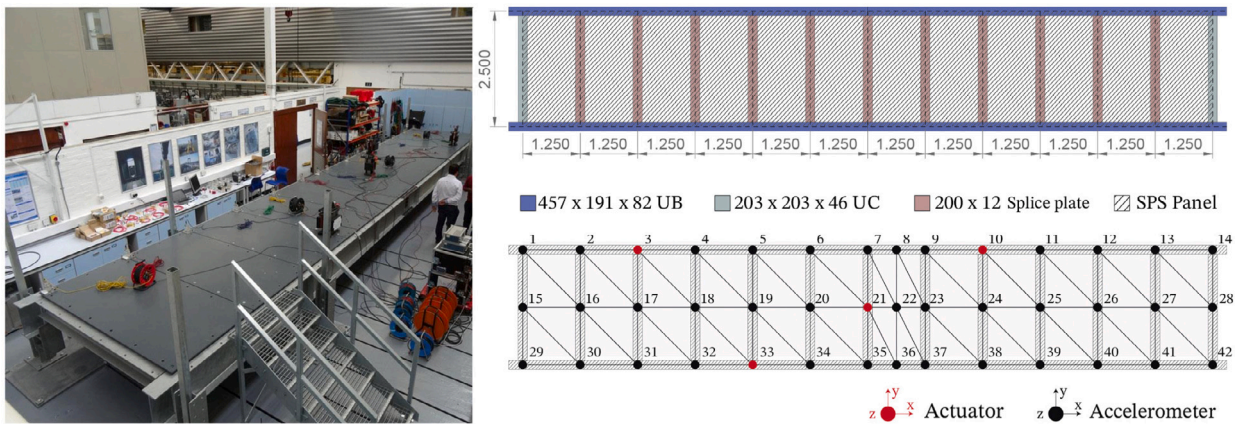 2.500
1.250 1.250 1.250 1.250 1.250 1.250 1.250 1.250 1.250 1.250 1.250 1.250
457 x 191 x 82 UB 203 x 203 x 46 UC 200 x 12 Splice plate SPS Panel
1 2 3 4 5 6 7 8 9 10 11 12 13 14
15 16 17 18 19 20 21 22 23 24 25 26 27 28
29 30 31 32 33 34 35 36 37 38 39 40 41 42
y y
z x Actuator z x Accelerometer